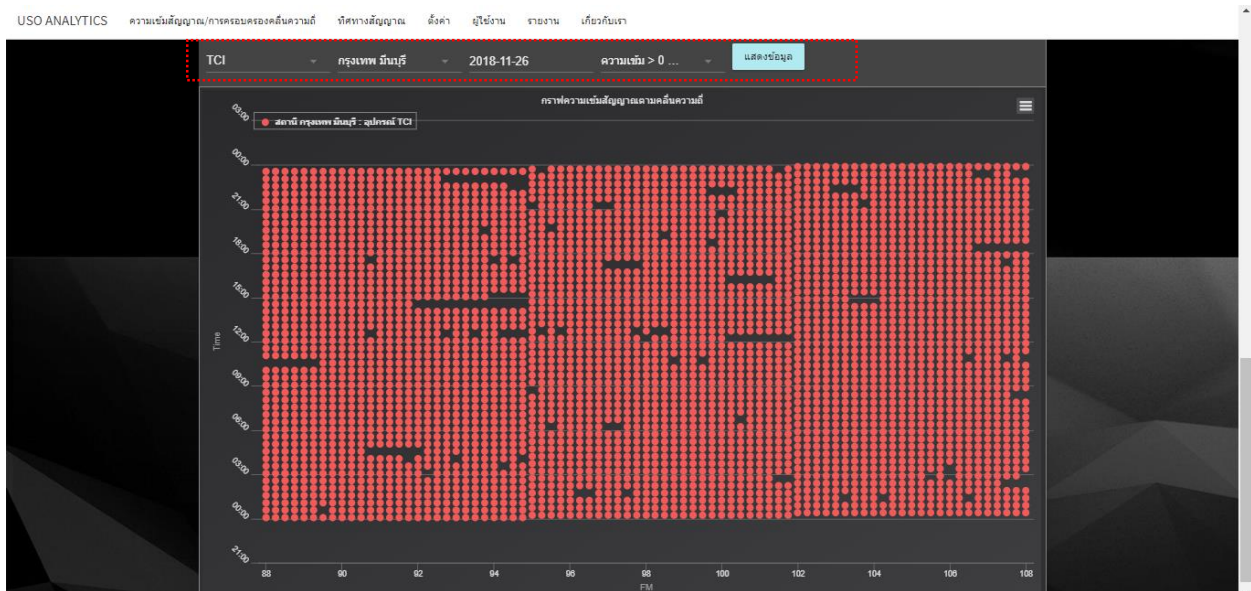 USO ANALYTICS ความเข้มสัญญาณ/การครอบครองคลื่นความถี่ ทิศทางสัญญาณ ตั้งค่า ผู้ใช้งาน รายงาน เกี่ยวกับเรา
TCI กรุงเทพ มีนบุรี 2018-11-26 ความเข้ม > 0 ... แสดงข้อมูล
กราฟความเข้มสัญญาณตามคลื่นความถี่
สถานี กรุงเทพ มีนบุรี : อุปกรณ์ TCI
03:00
00:00
21:00
18:00
15:00
12:00
09:00
06:00
03:00
00:00
21:00
Time
88 90 92 94 96 98 100 102 104 106 108
FM